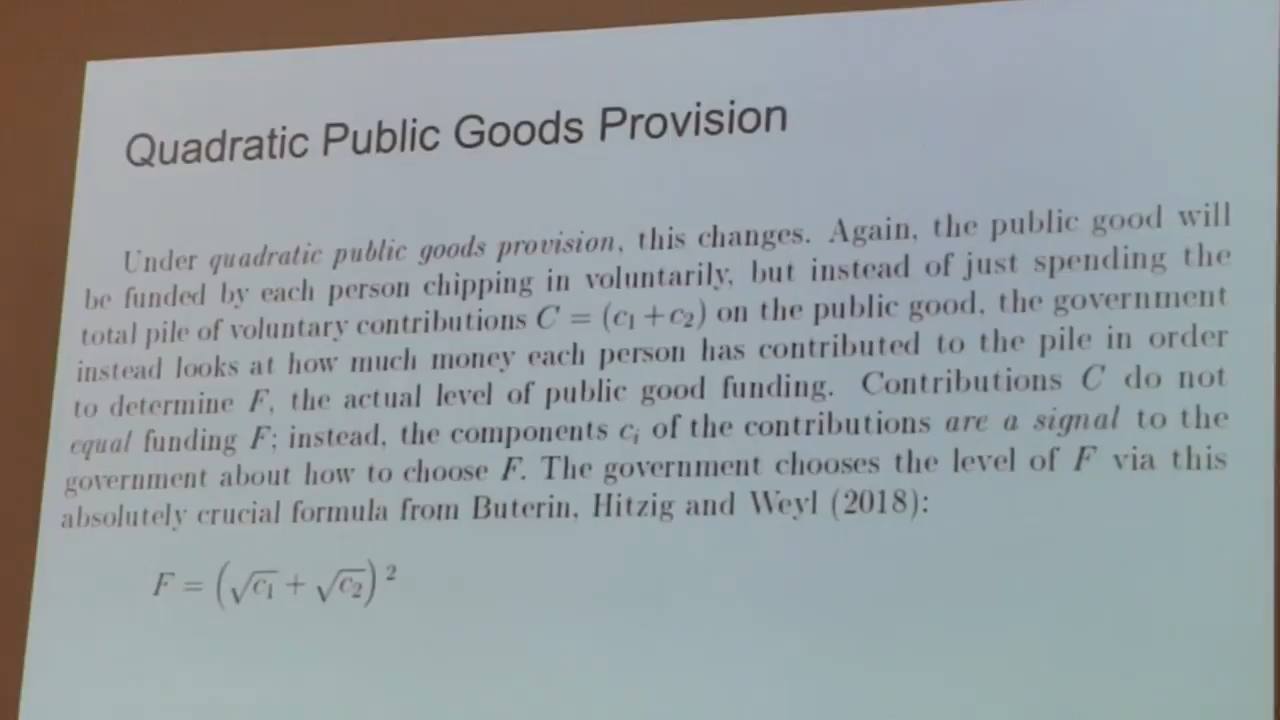 Quadratic Public Goods Provision
Under quadratic public goods provision, this changes. Again, the public good will
be funded by each person chipping in voluntarily, but instead of just spending the
total pile of voluntary contributions C = (c₁ + c₂) on the public good, the government
instead looks at how much money each person has contributed to the pile in order
to determine F, the actual level of public good funding. Contributions C do not
equal funding F; instead, the components cᵢ of the contributions are a signal to the
government about how to choose F. The government chooses the level of F via this
absolutely crucial formula from Buterin, Hitzig and Weyl (2018):
F = (√c₁ + √c₂)²